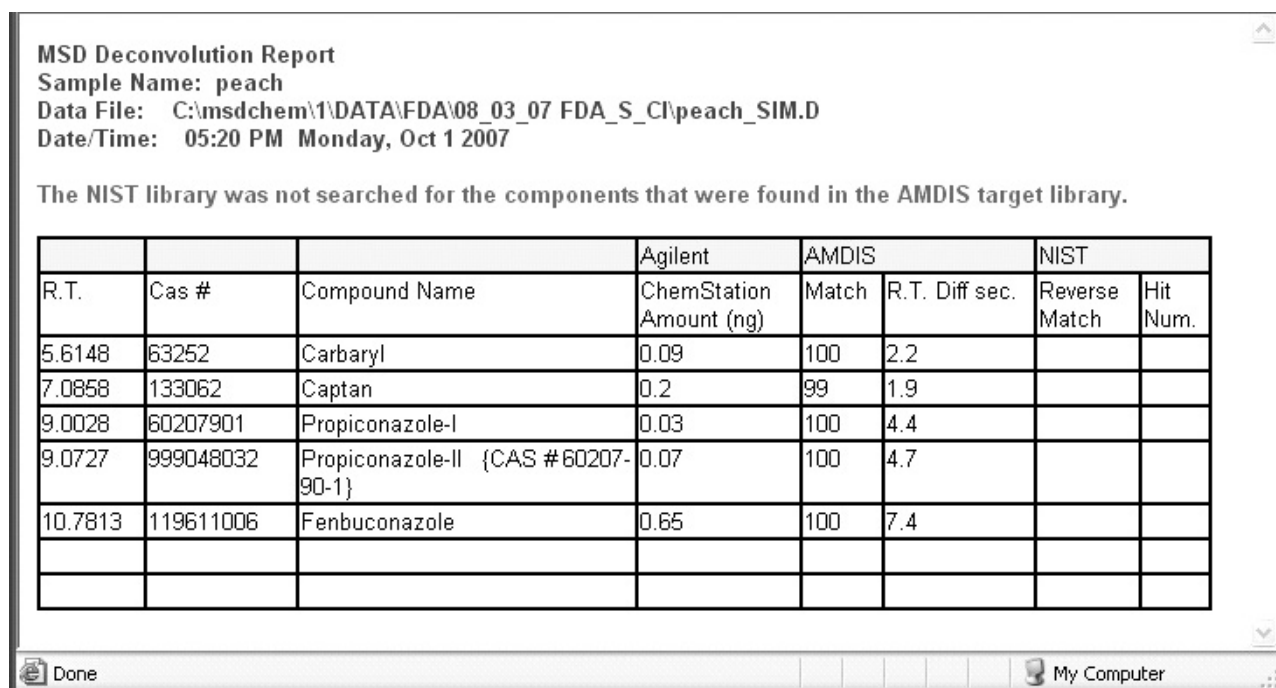 MSD Deconvolution Report
Sample Name: peach
Data File: C:\msdchem\1\DATA\FDA\08_03_07 FDA_S_CI\peach_SIM.D
Date/Time: 05:20 PM Monday, Oct 1 2007
The NIST library was not searched for the components that were found in the AMDIS target library.
Agilent AMDIS NIST
R.T. Cas # Compound Name ChemStation Amount (ng) Match R.T. Diff sec. Reverse Match Hit Num.
5.6148 63252 Carbaryl 0.09 100 2.2
7.0858 133062 Captan 0.2 99 1.9
9.0028 60207901 Propiconazole-I 0.03 100 4.4
9.0727 999048032 Propiconazole-II {CAS #60207-90-1} 0.07 100 4.7
10.7813 119611006 Fenbuconazole 0.65 100 7.4
Done My Computer